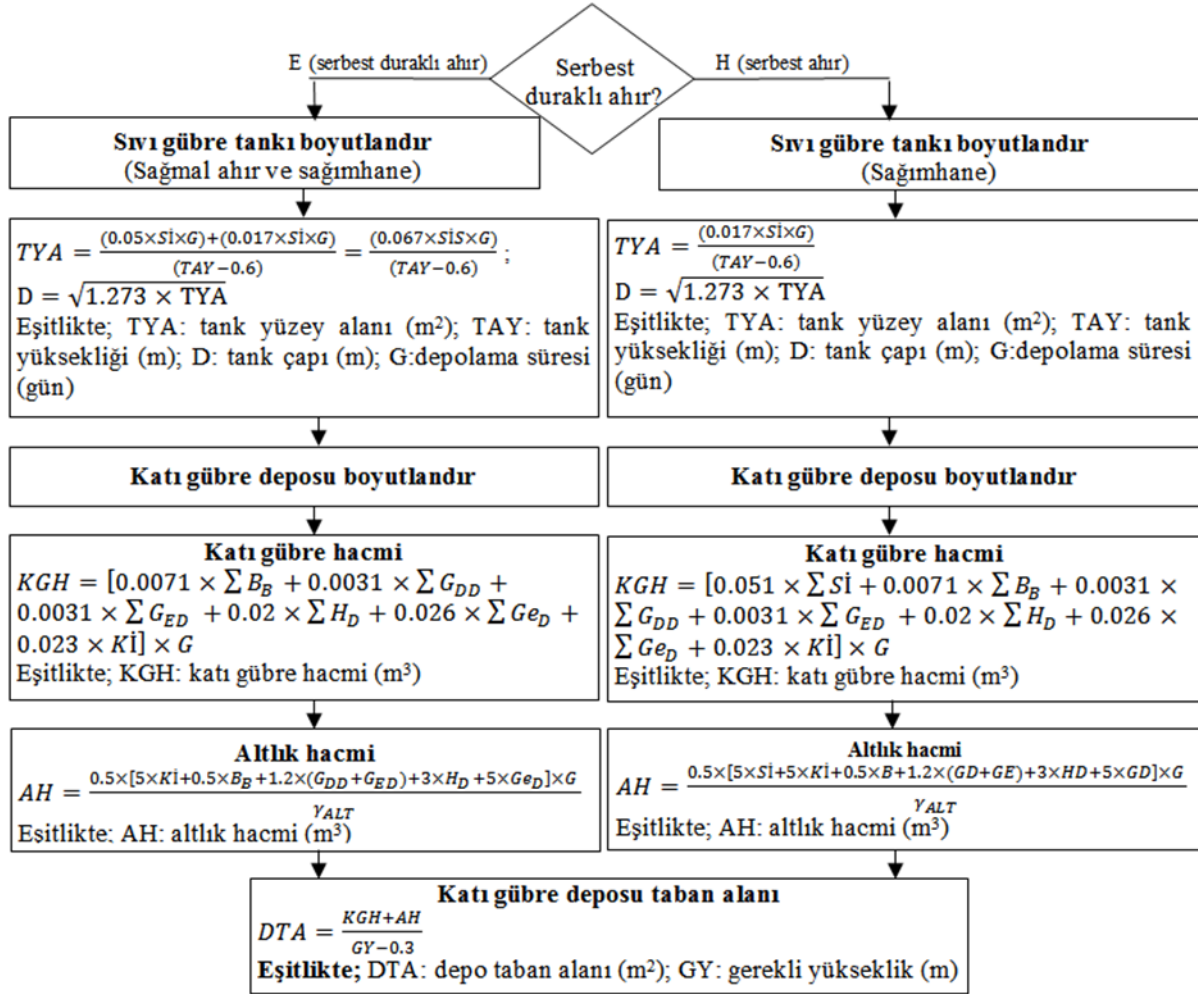 E (serbest duraklı ahır)
Serbest
duraklı ahır?
H (serbest ahır)
Sıvı gübre tankı boyutlandır
(Sağmal ahır ve sağımhane)
TYA = (0.05×Sİ×G)+(0.017×Sİ×G) / (TAY−0.6) = (0.067×SİS×G) / (TAY−0.6) ;
D = √1.273 × TYA
Eşitlikte; TYA: tank yüzey alanı (m²); TAY: tank
yüksekliği (m); D: tank çapı (m); G:depolama süresi
(gün)
Katı gübre deposu boyutlandır
Katı gübre hacmi
KGH = [0.0071 × ∑ B_B + 0.0031 × ∑ G_DD +
0.0031 × ∑ G_ED + 0.02 × ∑ H_D + 0.026 × ∑ Ge_D +
0.023 × Kİ] × G
Eşitlikte; KGH: katı gübre hacmi (m³)
Altlık hacmi
AH = 0.5×[5×Kİ+0.5×B_B+1.2×(G_DD+G_ED)+3×H_D+5×Ge_D]×G / γ_ALT
Eşitlikte; AH: altlık hacmi (m³)
Sıvı gübre tankı boyutlandır
(Sağımhane)
TYA = (0.017×Sİ×G) / (TAY−0.6)
D = √1.273 × TYA
Eşitlikte; TYA: tank yüzey alanı (m²); TAY: tank
yüksekliği (m); D: tank çapı (m); G:depolama süresi
(gün)
Katı gübre deposu boyutlandır
Katı gübre hacmi
KGH = [0.051 × ∑ Sİ + 0.0071 × ∑ B_B + 0.0031 ×
∑ G_DD + 0.0031 × ∑ G_ED + 0.02 × ∑ H_D + 0.026 ×
∑ Ge_D + 0.023 × Kİ] × G
Eşitlikte; KGH: katı gübre hacmi (m³)
Altlık hacmi
AH = 0.5×[5×Sİ+5×Kİ+0.5×B+1.2×(GD+GE)+3×HD+5×GD]×G / γ_ALT
Eşitlikte; AH: altlık hacmi (m³)
Katı gübre deposu taban alanı
DTA = KGH+AH / GY−0.3
Eşitlikte; DTA: depo taban alanı (m²); GY: gerekli yükseklik (m)